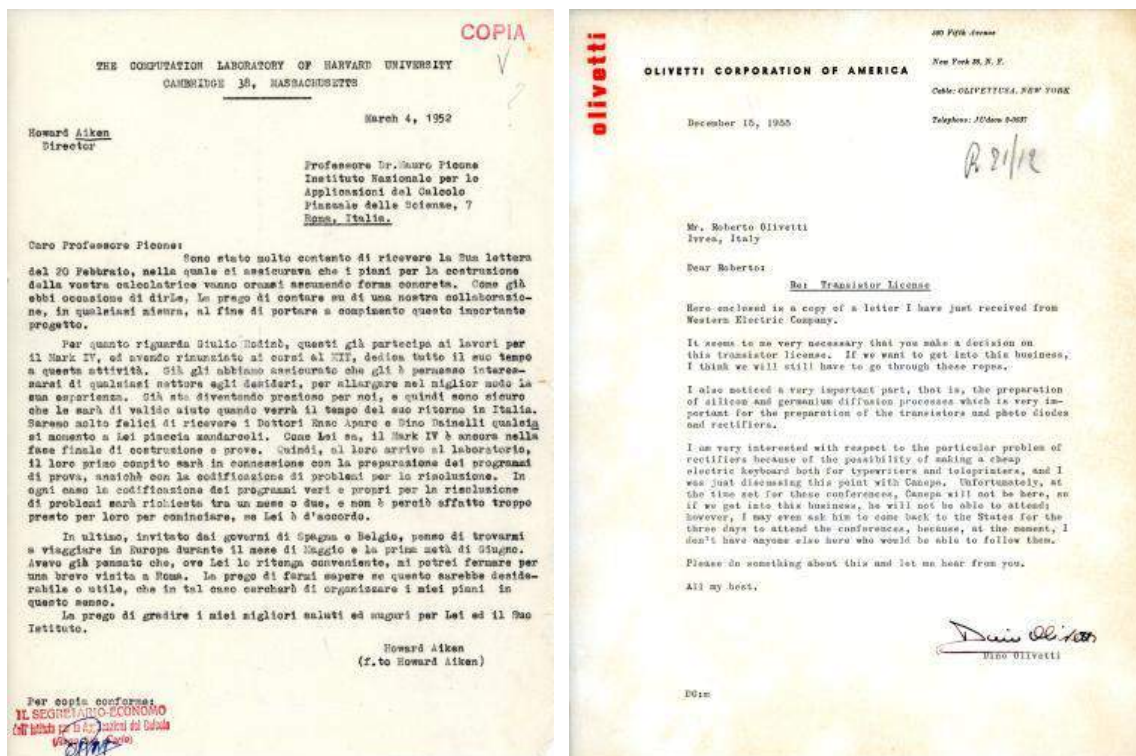 COPIA
THE COMPUTATION LABORATORY OF HARVARD UNIVERSITY
CAMBRIDGE 38, MASSACHUSETTS
March 4, 1952
Howard Aiken
Director
Professore Dr.Mauro Picone
Instituto Nazionale per lo
Applicazioni del Calcolo
Piazzale delle Scienze, 7
Roma, Italia.
Caro Professore Picone:
Sono stato molto contento di ricevere la Sua lettera
del 20 Febbraio, nella quale ci assicurava che i piani per la costruzione
della vostra calcolatrice vanno oramai assumendo forma concreta. Come già
ebbi occasione di dirLe, La prego di contare su di una nostra collaborazio-
ne, in qualsiasi misura, al fine di portare a compimento questo importante
progetto.
Per quanto riguarda Giulio Rodinò, questi già partecipa ai lavori per
il Mark IV, ed avendo rinunziato ai corsi al MIT, dedica tutto il suo tempo
a questa attività. Già gli abbiamo assicurato che gli è permesso interes-
sarsi di qualsiasi settore egli desideri, per allargare nel miglior modo la
sua esperienza. Già sta diventando prezioso per noi, e quindi sono sicuro
che le sarà di valido aiuto quando verrà il tempo del suo ritorno in Italia.
Saremo molto felici di ricevere i Dottori Enzo Aparo e Dino Dainelli qualsia
si momento a Lei piaccia mandarceli. Come Lei sa, il Mark IV è ancora nella
fase finale di costruzione e prove. Quindi, al loro arrivo al laboratorio,
il loro primo compito sarà in connessione con la preparazione dei programmi
di prova, anzichè con la codificazione di problemi per la risoluzione. In
ogni caso la codificazione dei programmi veri e propri per la risoluzione
di problemi sarà richiesta tra un mese o due, e non è perciò affatto troppo
presto per loro per cominciare, se Lei è d'accordo.
In ultimo, invitato dai governi di Spagna e Belgio, penso di trovarmi
a viaggiare in Europa durante il mese di Maggio e la prima metà di Giugno.
Avevo già pensato che, ove Lei lo ritenga conveniente, mi potrei fermare per
una breve visita a Roma. La prego di farmi sapere se questo sarebbe deside-
rabile o utile, che in tal caso cercherò di organizzare i miei piani in
questo senso.
La prego di gradire i miei migliori saluti ed auguri per Lei ed il Suo
Istituto.
Howard Aiken
(f.to Howard Aiken)
Per copia conforme:
IL SEGRETARIO-ECONOMO
dell'Istituto per le Applicazioni del Calcolo
olivetti
OLIVETTI CORPORATION OF AMERICA
580 Fifth Avenue
New York 36, N. Y.
Cable: OLIVETTUSA, NEW YORK
Telephone: JUdson
December 15, 1955
R 21/12
Mr. Roberto Olivetti
Ivrea, Italy
Dear Roberto:
Re: Transistor License
Here enclosed is a copy of a letter I have just received from
Western Electric Company.
It seems to me very necessary that you make a decision on
this transistor license. If we want to get into this business,
I think we will still have to go through these ropes.
I also noticed a very important part, that is, the preparation
of silicon and germanium diffusion processes which is very im-
portant for the preparation of the transistors and photo diodes
and rectifiers.
I am very interested with respect to the particular problem of
rectifiers because of the possibility of making a cheap
electric keyboard both for typewriters and teleprinters, and I
was just discussing this point with Canepa. Unfortunately, at
the time set for these conferences, Canepa will not be here, so
if we get into this business, he will not be able to attend;
however, I may even ask him to come back to the States for the
three days to attend the conferences, because, at the moment, I
don't have anyone else here who would be able to follow them.
Please do something about this and let me hear from you.
All my best.
Dino Olivetti
Dino Olivetti
DG:m